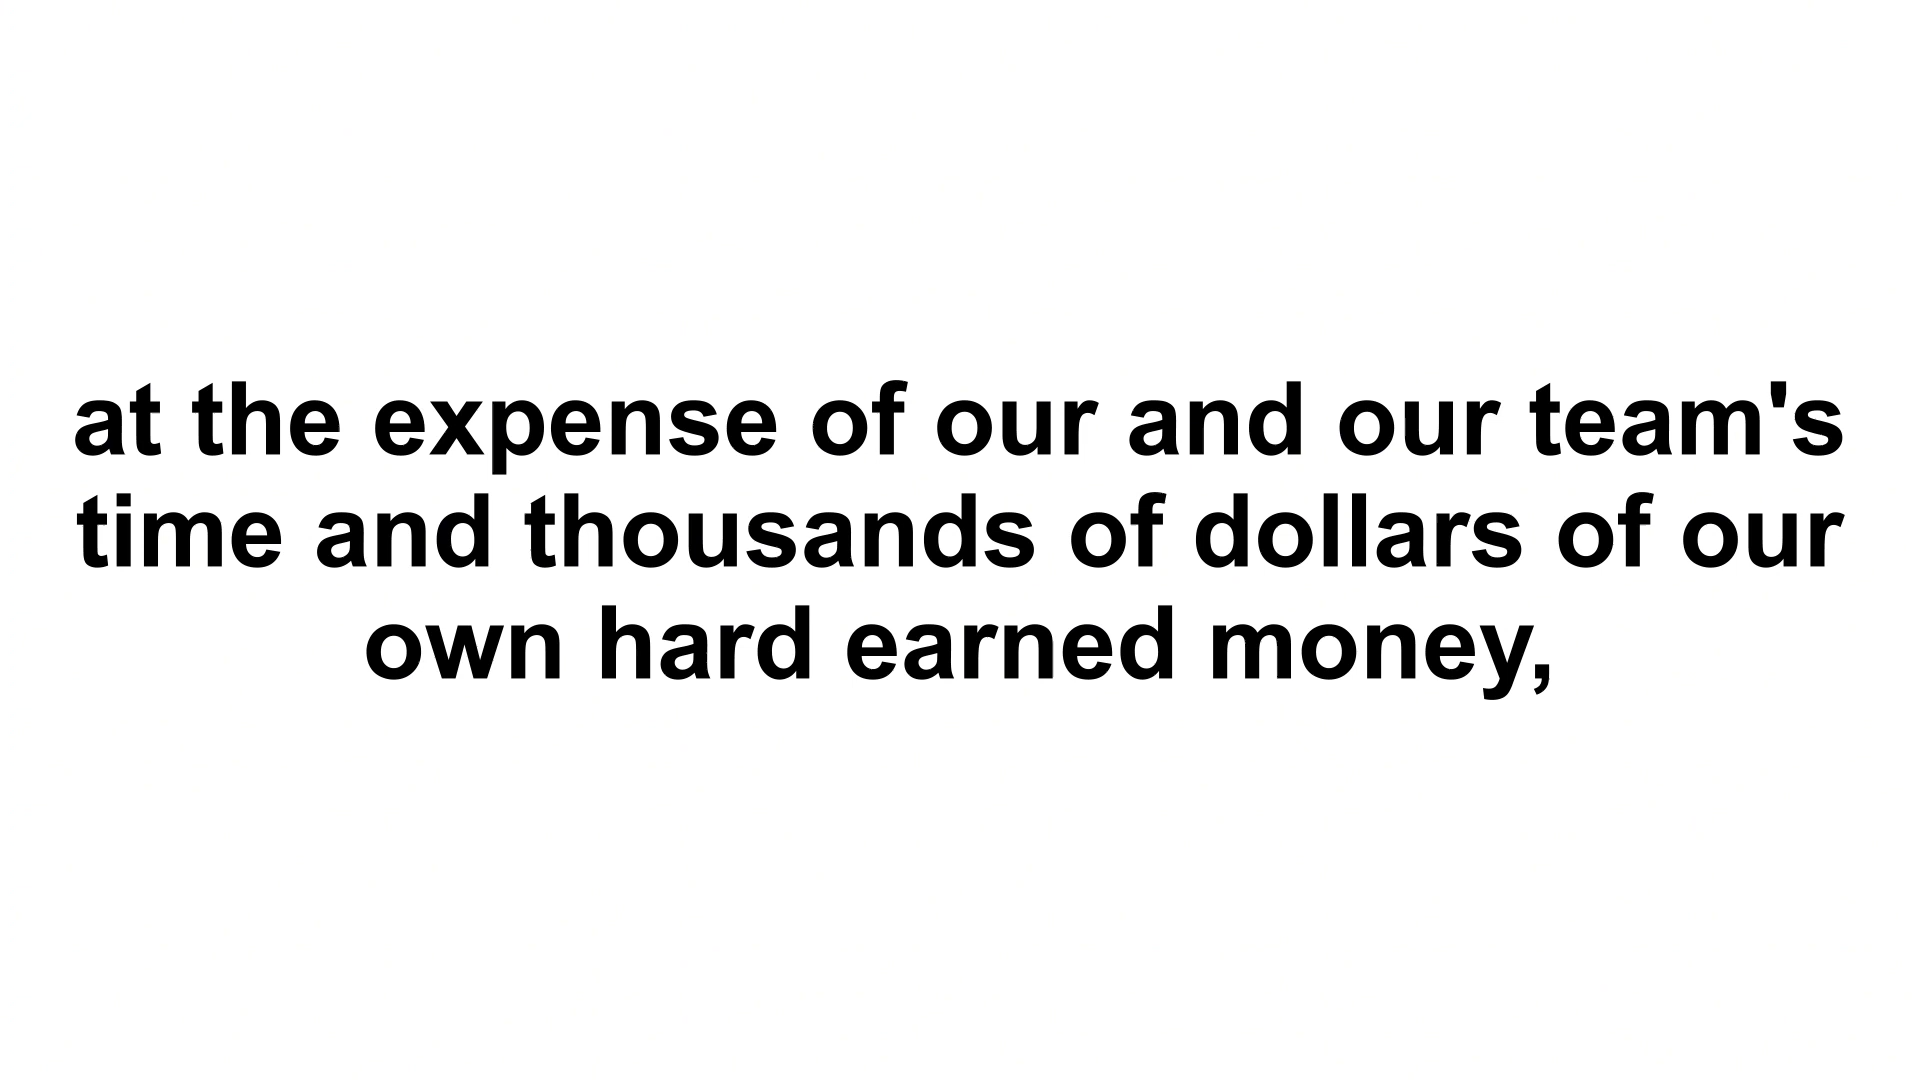 at the expense of our and our team's
time and thousands of dollars of our
own hard earned money,